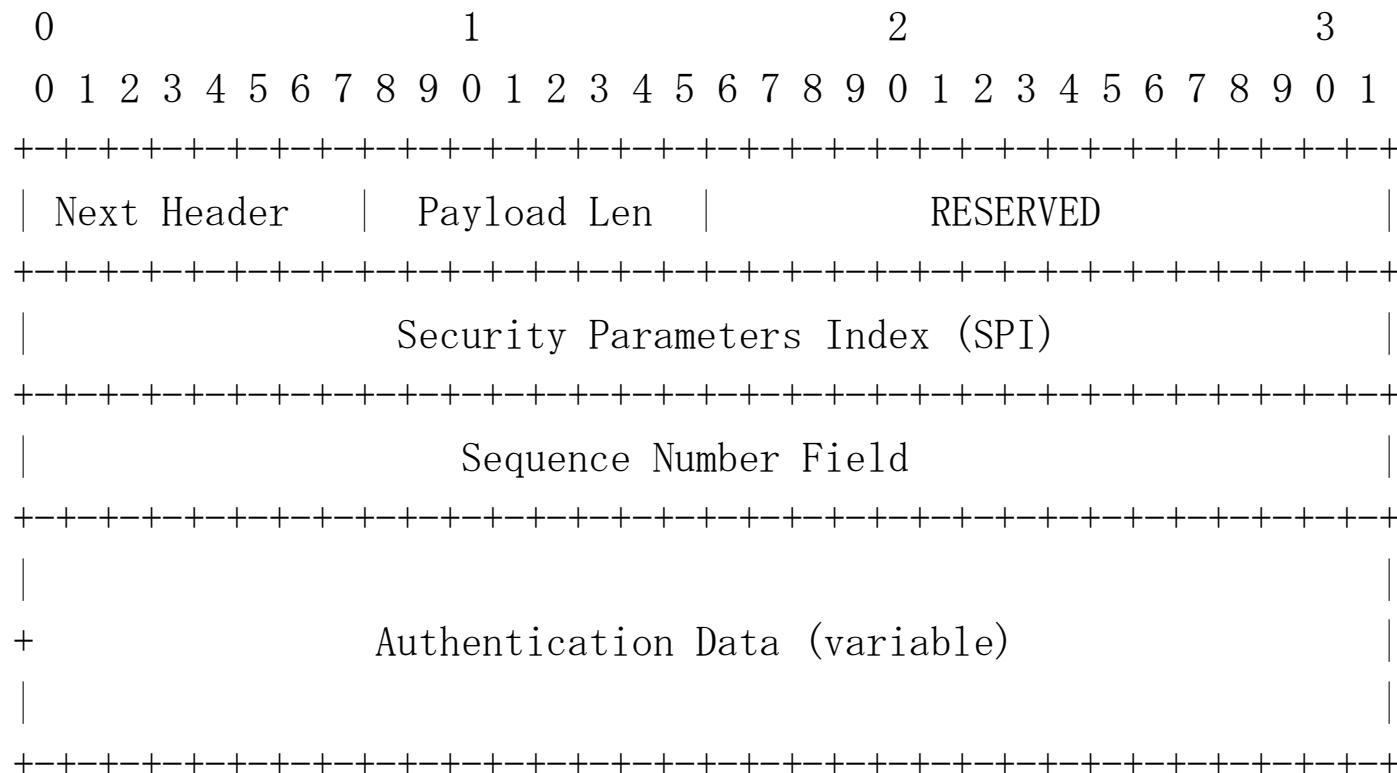 0                   1                   2                   3
0 1 2 3 4 5 6 7 8 9 0 1 2 3 4 5 6 7 8 9 0 1 2 3 4 5 6 7 8 9 0 1
+-+-+-+-+-+-+-+-+-+-+-+-+-+-+-+-+-+-+-+-+-+-+-+-+-+-+-+-+-+-+-+-+
| Next Header   |  Payload Len  |          RESERVED             |
+-+-+-+-+-+-+-+-+-+-+-+-+-+-+-+-+-+-+-+-+-+-+-+-+-+-+-+-+-+-+-+-+
|                 Security Parameters Index (SPI)               |
+-+-+-+-+-+-+-+-+-+-+-+-+-+-+-+-+-+-+-+-+-+-+-+-+-+-+-+-+-+-+-+-+
|                    Sequence Number Field                      |
+-+-+-+-+-+-+-+-+-+-+-+-+-+-+-+-+-+-+-+-+-+-+-+-+-+-+-+-+-+-+-+-+
|                                                               |
+                Authentication Data (variable)                 |
|                                                               |
+-+-+-+-+-+-+-+-+-+-+-+-+-+-+-+-+-+-+-+-+-+-+-+-+-+-+-+-+-+-+-+-+